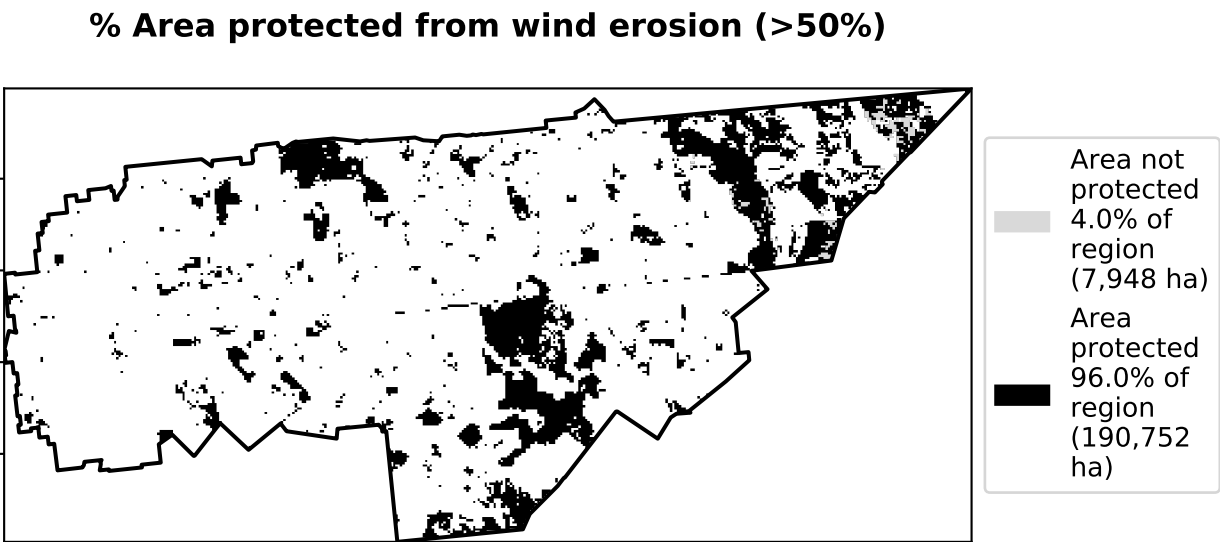 % Area protected from wind erosion (>50%)
Area not
protected
4.0% of
region
(7,948 ha)
Area
protected
96.0% of
region
(190,752
ha)